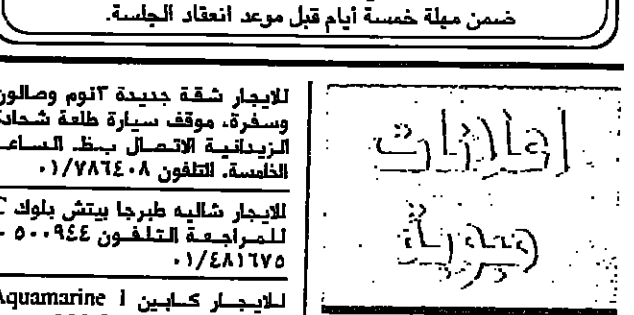 ضمن مهلة خمسة أيام قبل موعد انعقاد الجلسة.
اعلانات
مبوبة
للايجار شقة جديدة ٣نوم وصالون
وسفرة، موقف سيارة طلعة شحادة
الزيدانية الاتصال بعد الساعة
الخامسة. التلفون ٠١/٧٨٦٤٠٨
للايجار شاليه طبرجا بيتش بلوك C
للمراجعة التلفون ٥٠٠٩٤٤ -
٠١/٤٨١٦٧٥
للايجار كابين Aquamarine I